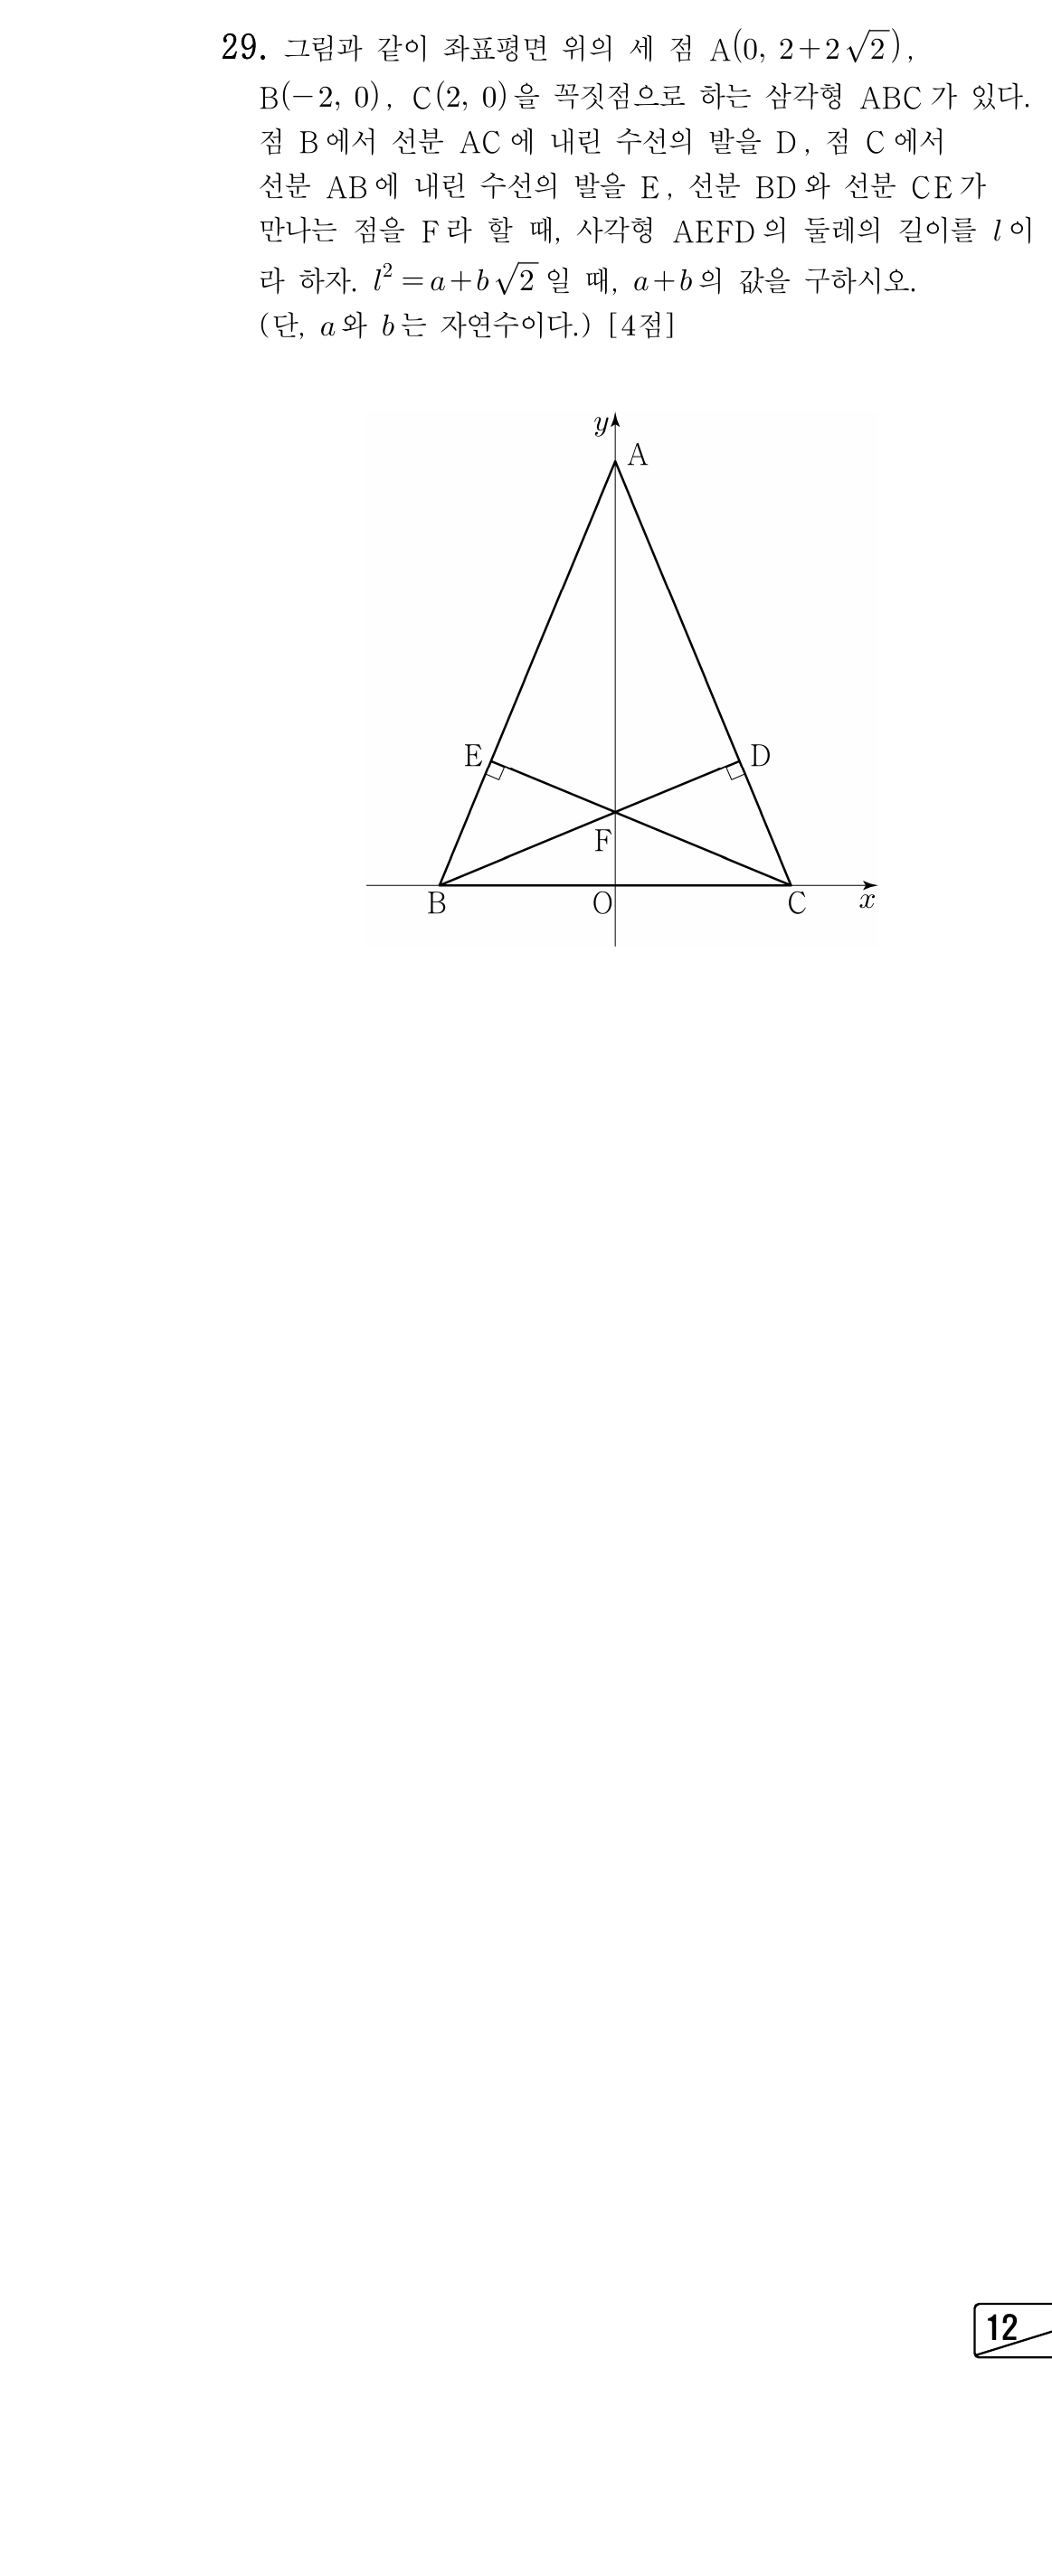 29. 그림과 같이 좌표평면 위의 세 점 A(0, 2+2√2),
B(−2, 0), C(2, 0)을 꼭짓점으로 하는 삼각형 ABC가 있다.
점 B에서 선분 AC에 내린 수선의 발을 D, 점 C에서
선분 AB에 내린 수선의 발을 E, 선분 BD와 선분 CE가
만나는 점을 F라 할 때, 사각형 AEFD의 둘레의 길이를 l이
라 하자. l²=a+b√2일 때, a+b의 값을 구하시오.
(단, a와 b는 자연수이다.) [4점]
y
A
E
D
F
B
O
C
x
12